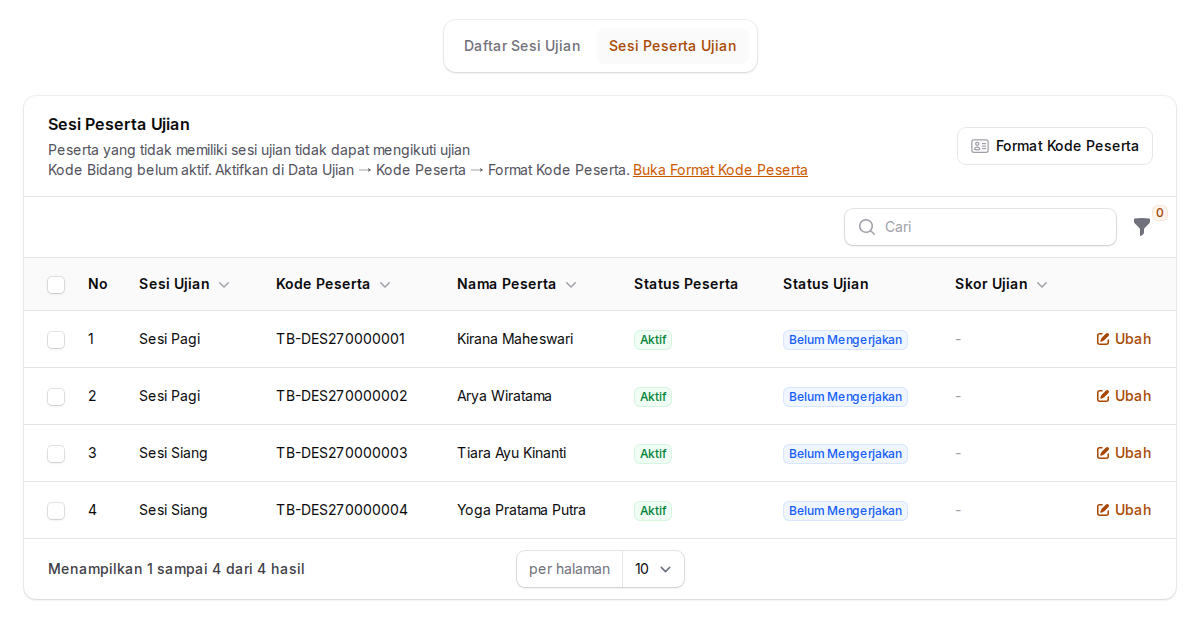 Daftar Sesi Ujian Sesi Peserta Ujian
Sesi Peserta Ujian
Peserta yang tidak memiliki sesi ujian tidak dapat mengikuti ujian
Kode Bidang belum aktif. Aktifkan di Data Ujian → Kode Peserta → Format Kode Peserta. Buka Format Kode Peserta
Format Kode Peserta
Cari
0
No Sesi Ujian Kode Peserta Nama Peserta Status Peserta Status Ujian Skor Ujian
1 Sesi Pagi TB-DES270000001 Kirana Maheswari Aktif Belum Mengerjakan - Ubah
2 Sesi Pagi TB-DES270000002 Arya Wiratama Aktif Belum Mengerjakan - Ubah
3 Sesi Siang TB-DES270000003 Tiara Ayu Kinanti Aktif Belum Mengerjakan - Ubah
4 Sesi Siang TB-DES270000004 Yoga Pratama Putra Aktif Belum Mengerjakan - Ubah
Menampilkan 1 sampai 4 dari 4 hasil per halaman 10